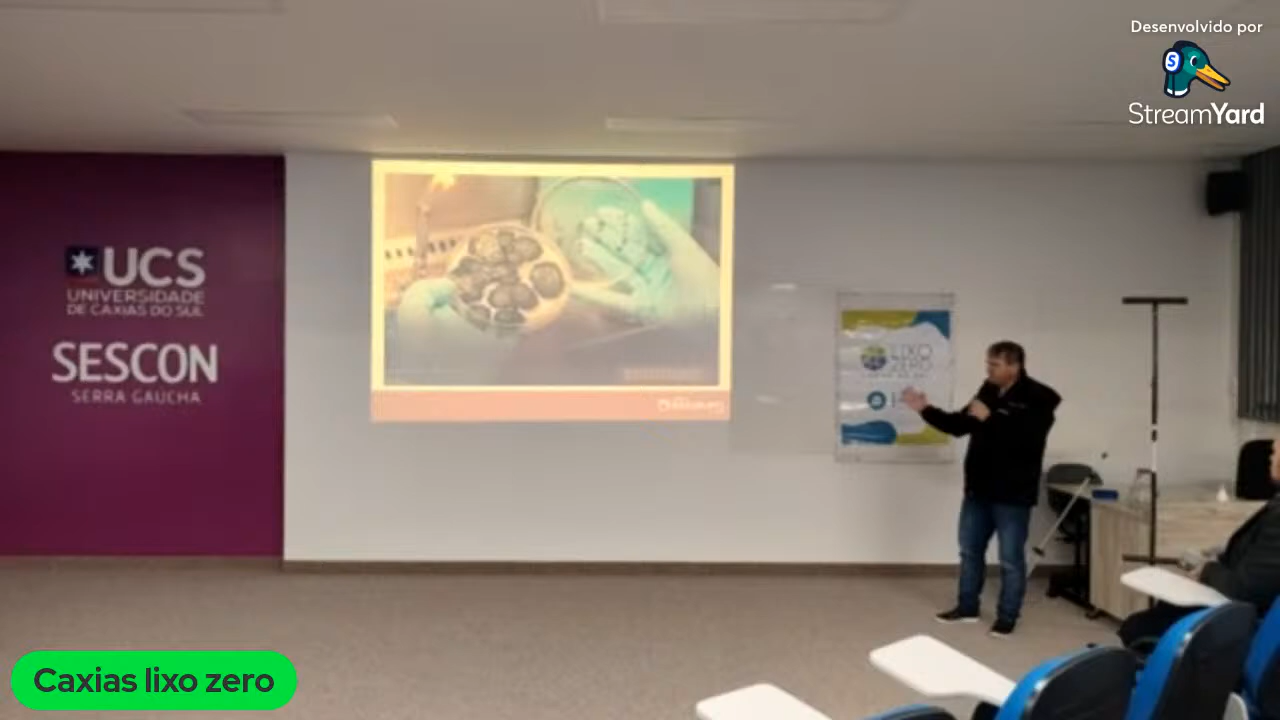 Desenvolvido por
StreamYard
UCS
UNIVERSIDADE
DE CAXIAS DO SUL
SESCON
SERRA GAUCHA
LIXO
ZERO
Caxias lixo zero